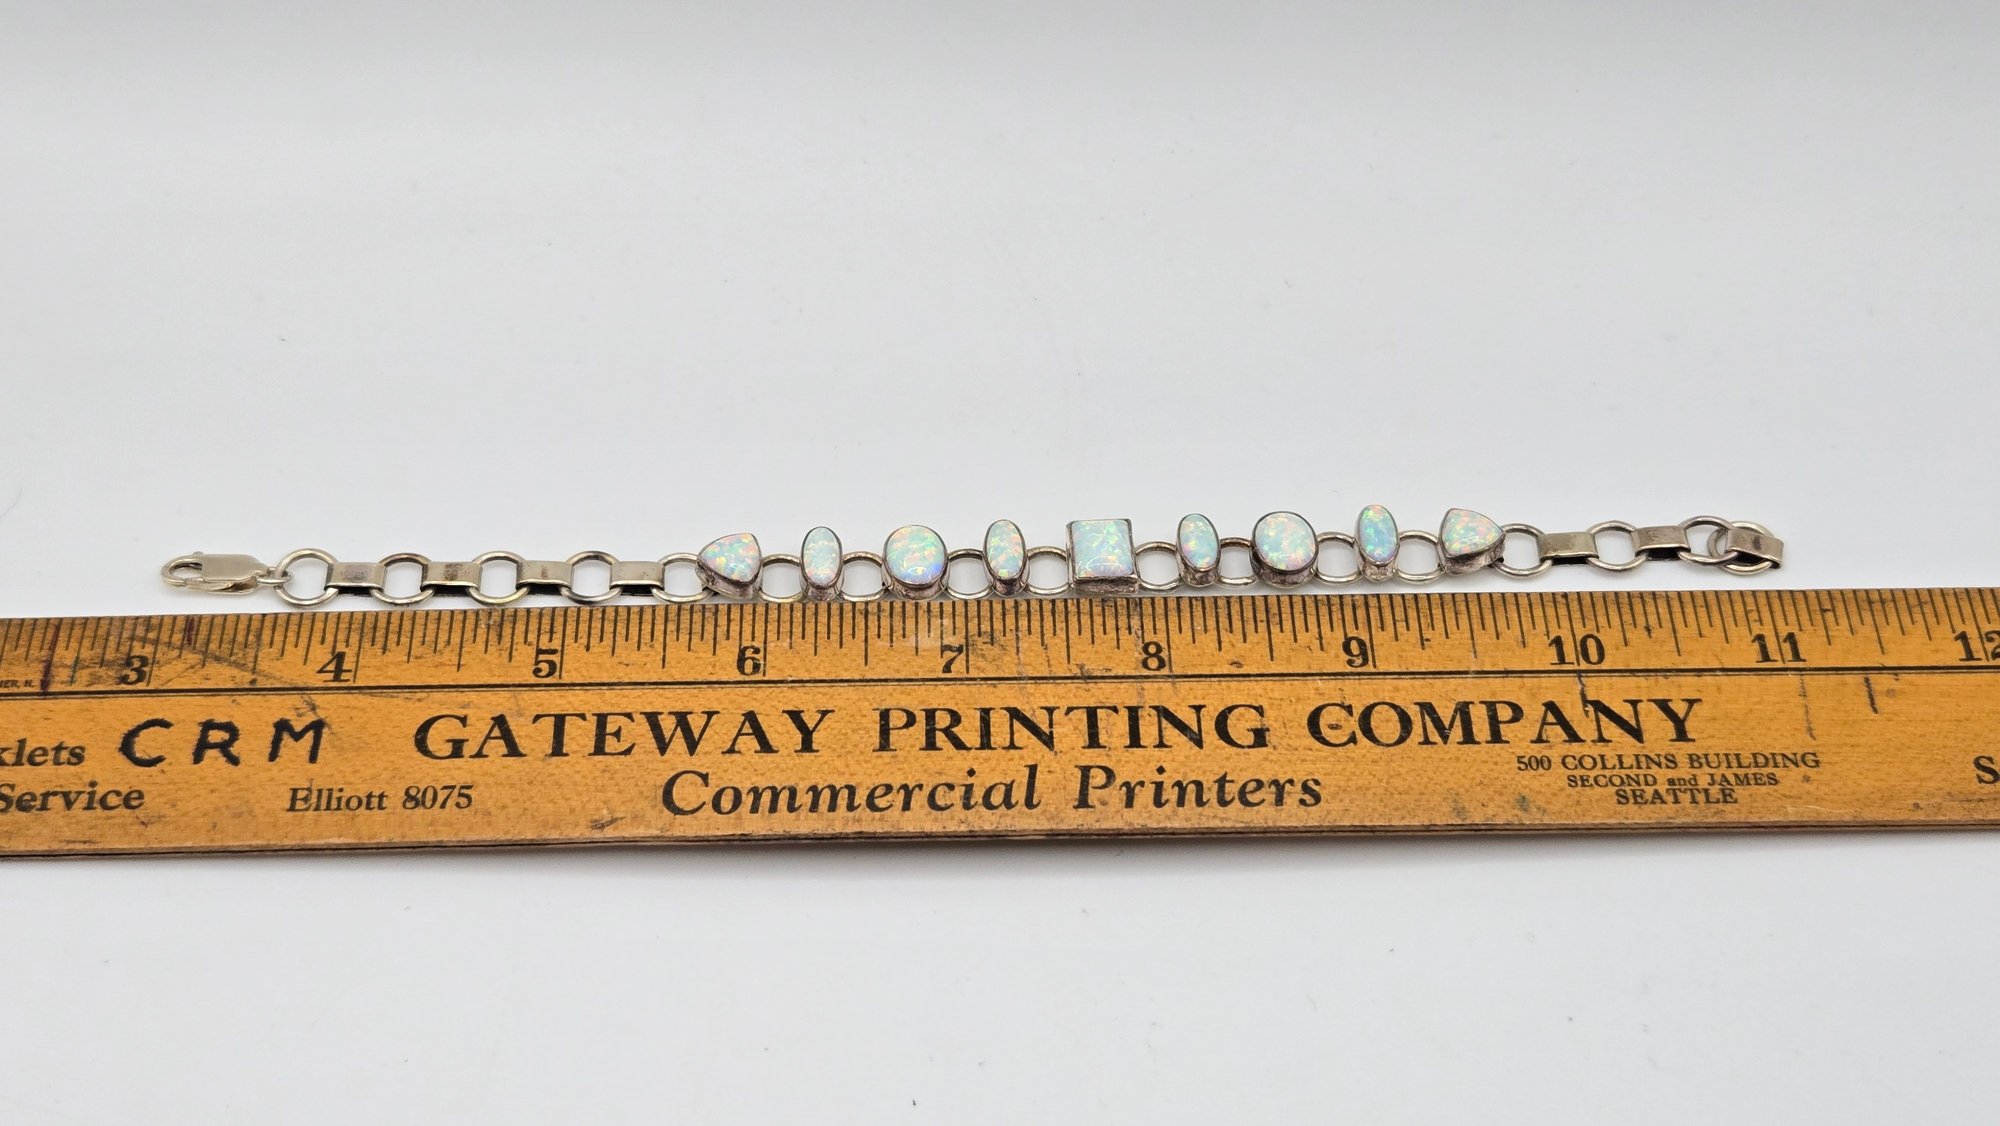 3 4 5 6 7 8 9 10 11 12
klets CRM GATEWAY PRINTING COMPANY
Service Elliott 8075 Commercial Printers
500 COLLINS BUILDING
SECOND and JAMES
SEATTLE
S